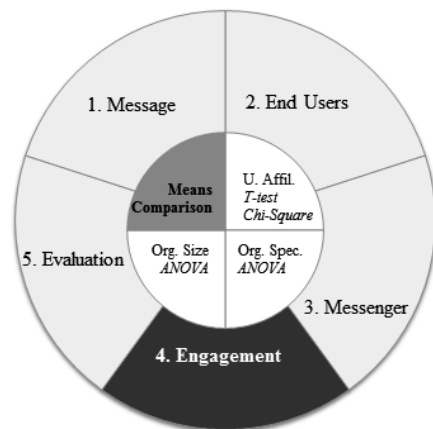 1. Message
2. End Users
Means
Comparison
U. Affil.
T-test
Chi-Square
5. Evaluation
Org. Size
ANOVA
Org. Spec.
ANOVA
3. Messenger
4. Engagement